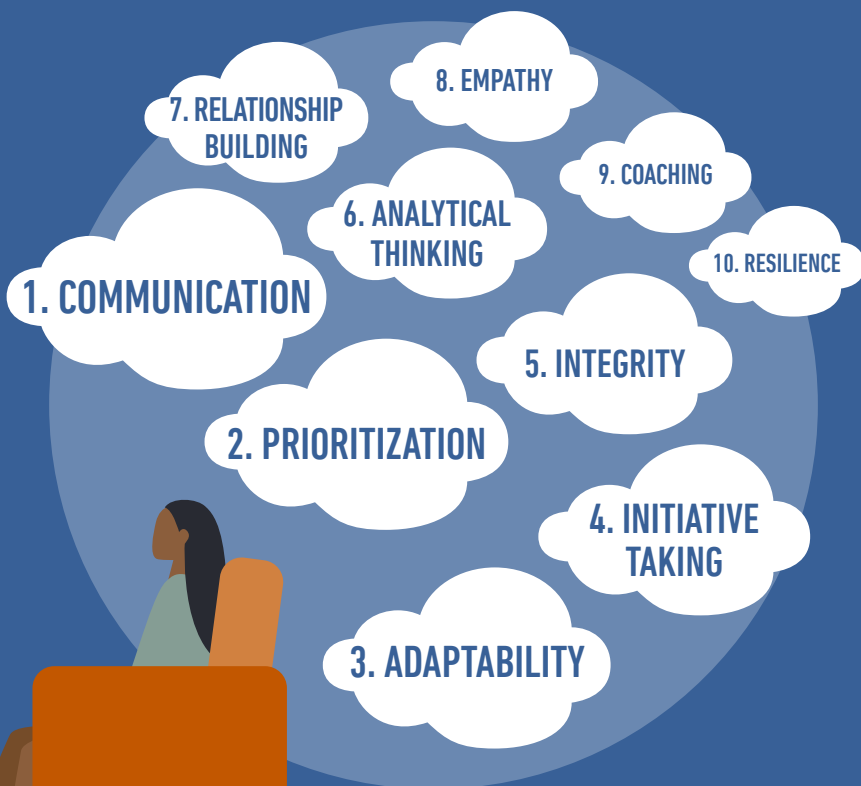 1. COMMUNICATION
2. PRIORITIZATION
3. ADAPTABILITY
4. INITIATIVE
TAKING
5. INTEGRITY
6. ANALYTICAL
THINKING
7. RELATIONSHIP
BUILDING
8. EMPATHY
9. COACHING
10. RESILIENCE